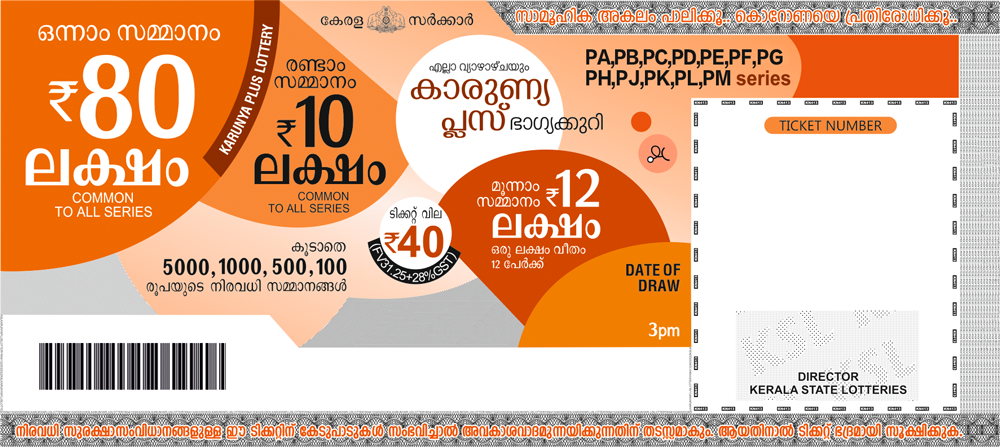 കേരള സർക്കാർ
സാമൂഹിക അകലം പാലിക്കൂ... കൊറോണയെ പ്രതിരോധിക്കൂ...
ഒന്നാം സമ്മാനം
₹80
ലക്ഷം
COMMON
TO ALL SERIES
KARUNYA PLUS LOTTERY
രണ്ടാം
സമ്മാനം
₹10
ലക്ഷം
COMMON
TO ALL SERIES
എല്ലാ വ്യാഴാഴ്ചയും
കാരുണ്യ
പ്ലസ് ഭാഗ്യക്കുറി
PA,PB,PC,PD,PE,PF,PG
PH,PJ,PK,PL,PM series
TICKET NUMBER
മൂന്നാം
സമ്മാനം ₹12
ലക്ഷം
ഒരു ലക്ഷം വീതം
12 പേർക്ക്
ടിക്കറ്റ് വില
₹40
(FV31.25+28%GST)
കൂടാതെ
5000, 1000, 500, 100
രൂപയുടെ നിരവധി സമ്മാനങ്ങൾ
DATE OF
DRAW
3pm
KSL
KSL
DIRECTOR
KERALA STATE LOTTERIES
നിരവധി സുരക്ഷാസംവിധാനങ്ങളുള്ള ഈ ടിക്കറ്റിന് കേടുപാടുകൾ സംഭവിച്ചാൽ അവകാശവാദമുന്നയിക്കുന്നതിന് തടസ്സമാകും. ആയതിനാൽ ടിക്കറ്റ് ഭദ്രമായി സൂക്ഷിക്കുക.